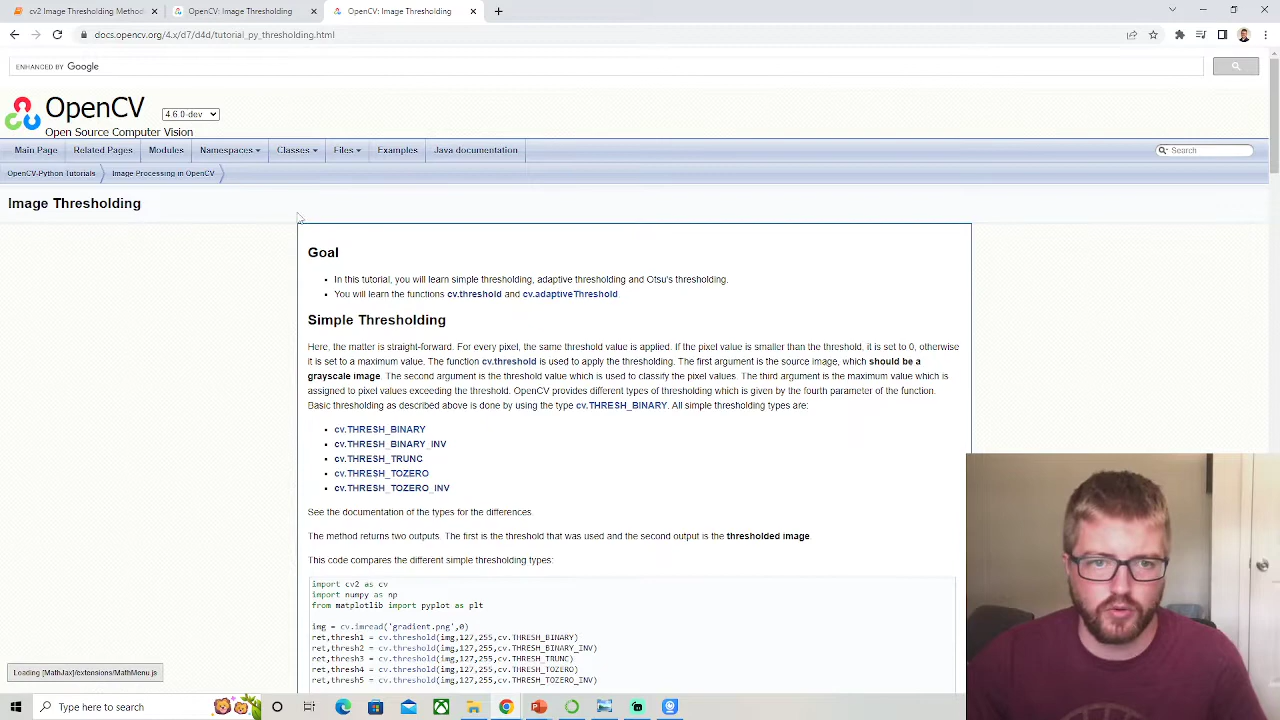 cv2 Image Thresholding Method
OpenCV: Image Thresholding
OpenCV: Image Thresholding
docs.opencv.org/4.x/d7/d4d/tutorial_py_thresholding.html
ENHANCED BY Google
OpenCV
4.6.0-dev
Open Source Computer Vision
Main Page Related Pages Modules Namespaces Classes Files Examples Java documentation
Search
OpenCV-Python Tutorials Image Processing in OpenCV
Image Thresholding
Goal
In this tutorial, you will learn simple thresholding, adaptive thresholding and Otsu's thresholding.
You will learn the functions cv.threshold and cv.adaptiveThreshold.
Simple Thresholding
Here, the matter is straight-forward. For every pixel, the same threshold value is applied. If the pixel value is smaller than the threshold, it is set to 0, otherwise
it is set to a maximum value. The function cv.threshold is used to apply the thresholding. The first argument is the source image, which should be a
grayscale image. The second argument is the threshold value which is used to classify the pixel values. The third argument is the maximum value which is
assigned to pixel values exceeding the threshold. OpenCV provides different types of thresholding which is given by the fourth parameter of the function.
Basic thresholding as described above is done by using the type cv.THRESH_BINARY. All simple thresholding types are:
cv.THRESH_BINARY
cv.THRESH_BINARY_INV
cv.THRESH_TRUNC
cv.THRESH_TOZERO
cv.THRESH_TOZERO_INV
See the documentation of the types for the differences.
The method returns two outputs. The first is the threshold that was used and the second output is the thresholded image.
This code compares the different simple thresholding types:
import cv2 as cv
import numpy as np
from matplotlib import pyplot as plt
img = cv.imread('gradient.png',0)
ret,thresh1 = cv.threshold(img,127,255,cv.THRESH_BINARY)
ret,thresh2 = cv.threshold(img,127,255,cv.THRESH_BINARY_INV)
ret,thresh3 = cv.threshold(img,127,255,cv.THRESH_TRUNC)
ret,thresh4 = cv.threshold(img,127,255,cv.THRESH_TOZERO)
ret,thresh5 = cv.threshold(img,127,255,cv.THRESH_TOZERO_INV)
Loading [MathJax]/extensions/MathMenu.js
Type here to search